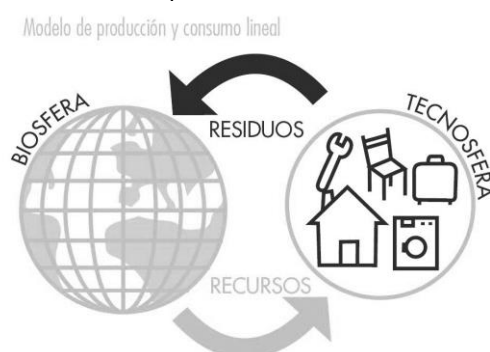 Modelo de producción y consumo lineal
BIOSFERA
RESIDUOS
TECNOSFERA
RECURSOS